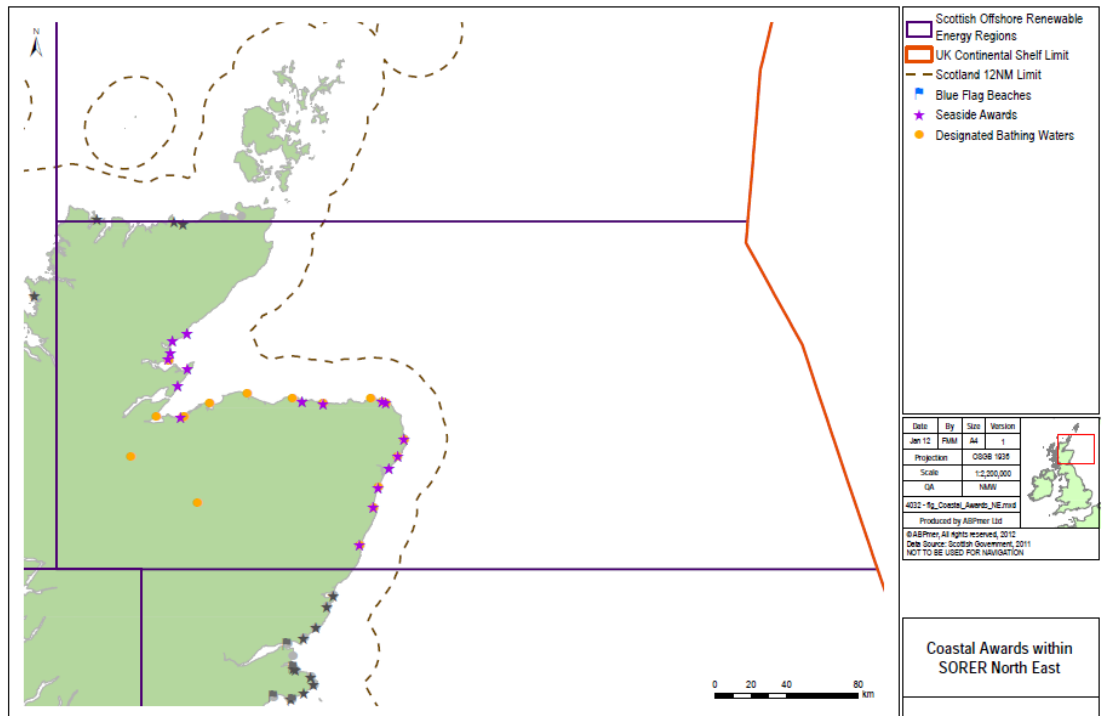 N
Scottish Offshore Renewable
Energy Regions
UK Continental Shelf Limit
Scotland 12NM Limit
Blue Flag Beaches
Seaside Awards
Designated Bathing Waters
Date By Size Version
Jan 12 FMM A4 1
Projection OSGB 1936
Scale 1:2,200,000
QA NMW
4032 - fig_Coastal_Awards_NE.mxd
Produced by ABPmer Ltd
© ABPmer, All rights reserved, 2012
Data Source: Scottish Government, 2011
NOT TO BE USED FOR NAVIGATION
Coastal Awards within
SORER North East
0 20 40 80
km